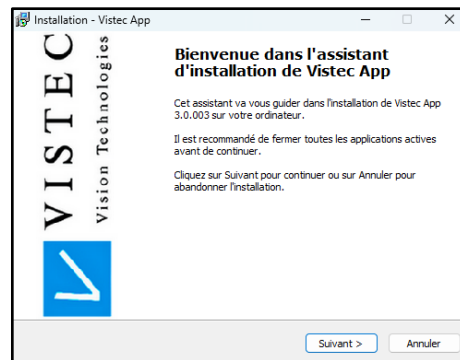 Installation - Vistec App
VISTEC
Vision Technologies
Bienvenue dans l'assistant
d'installation de Vistec App
Cet assistant va vous guider dans l'installation de Vistec App
3.0.003 sur votre ordinateur.
Il est recommandé de fermer toutes les applications actives
avant de continuer.
Cliquez sur Suivant pour continuer ou sur Annuler pour
abandonner l'installation.
Suivant >
Annuler